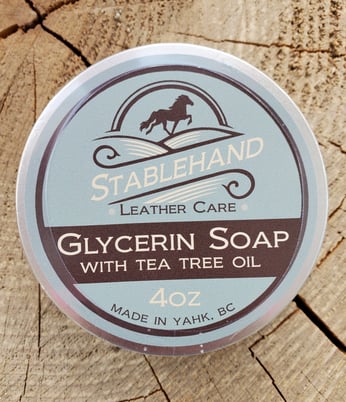 STABLEHAND
LEATHER CARE
GLYCERIN SOAP
WITH TEA TREE OIL
4OZ
MADE IN YAHK, BC